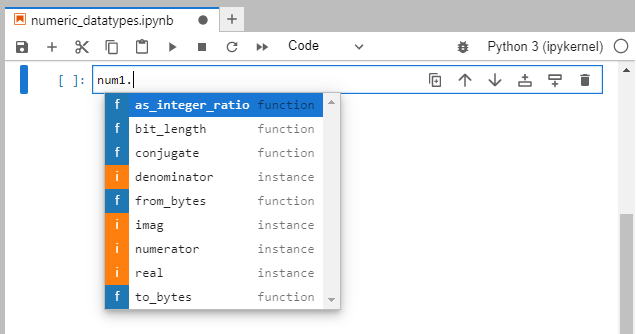 numeric_datatypes.ipynb
Code
Python 3 (ipykernel)
[ ]: num1.
f as_integer_ratio function
f bit_length function
f conjugate function
i denominator instance
f from_bytes function
i imag instance
i numerator instance
i real instance
f to_bytes function